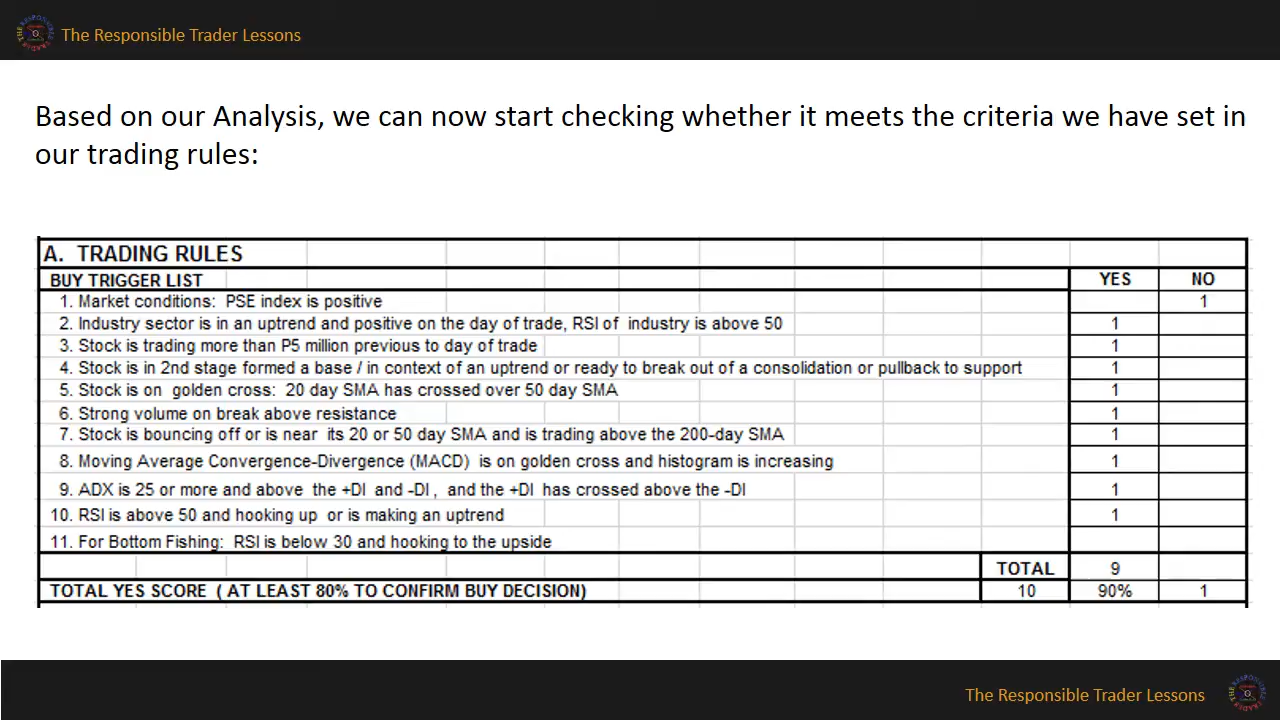 The Responsible Trader Lessons
Based on our Analysis, we can now start checking whether it meets the criteria we have set in
our trading rules:
A. TRADING RULES
BUY TRIGGER LIST YES NO
1. Market conditions: PSE index is positive 1
2. Industry sector is in an uptrend and positive on the day of trade, RSI of industry is above 50 1
3. Stock is trading more than P5 million previous to day of trade 1
4. Stock is in 2nd stage formed a base / in context of an uptrend or ready to break out of a consolidation or pullback to support 1
5. Stock is on golden cross: 20 day SMA has crossed over 50 day SMA 1
6. Strong volume on break above resistance 1
7. Stock is bouncing off or is near its 20 or 50 day SMA and is trading above the 200-day SMA 1
8. Moving Average Convergence-Divergence (MACD) is on golden cross and histogram is increasing 1
9. ADX is 25 or more and above the +DI and -DI, and the +DI has crossed above the -DI 1
10. RSI is above 50 and hooking up or is making an uptrend 1
11. For Bottom Fishing: RSI is below 30 and hooking to the upside
TOTAL 9
TOTAL YES SCORE ( AT LEAST 80% TO CONFIRM BUY DECISION) 10 90% 1
The Responsible Trader Lessons